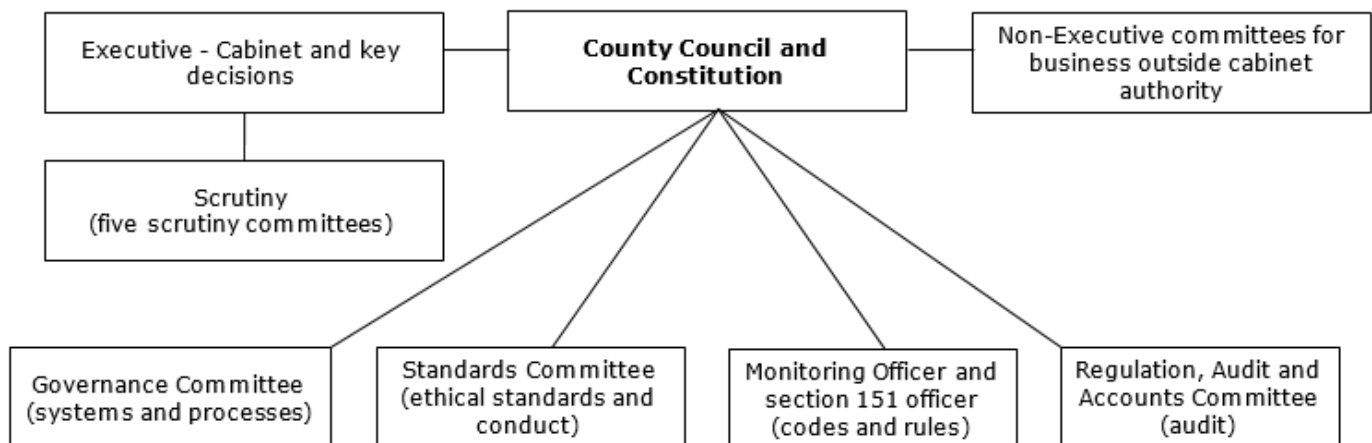 Executive - Cabinet and key
decisions
County Council and
Constitution
Non-Executive committees for
business outside cabinet
authority
Scrutiny
(five scrutiny committees)
Governance Committee
(systems and processes)
Standards Committee
(ethical standards and
conduct)
Monitoring Officer and
section 151 officer
(codes and rules)
Regulation, Audit and
Accounts Committee
(audit)